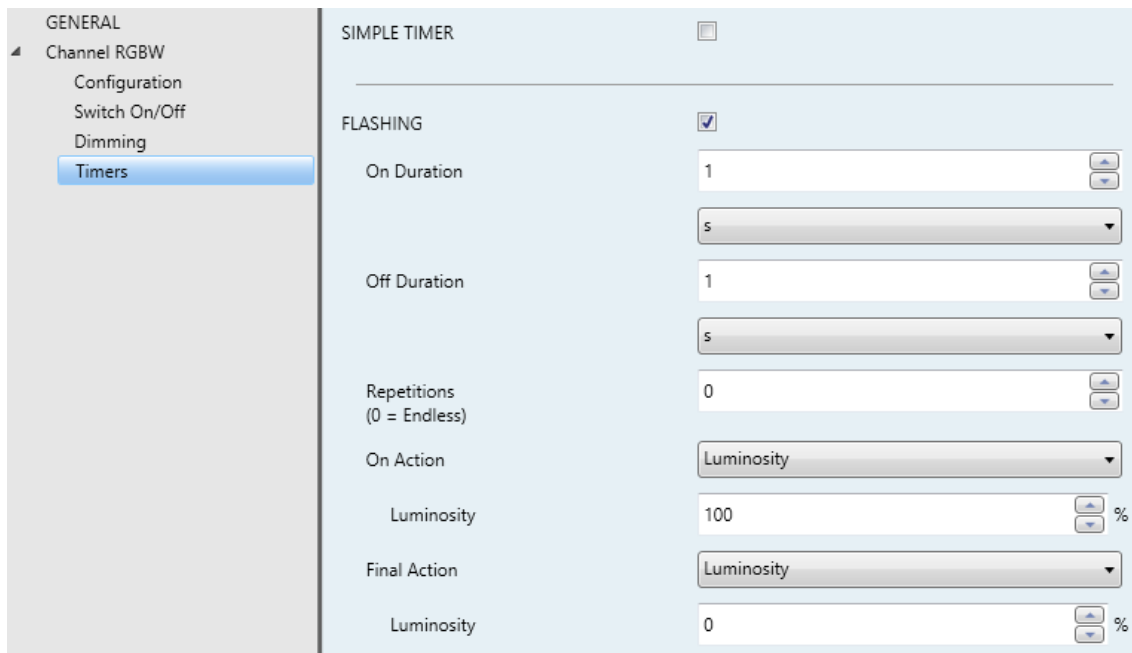 GENERAL
Channel RGBW
Configuration
Switch On/Off
Dimming
Timers
SIMPLE TIMER
FLASHING
On Duration
1
s
Off Duration
1
s
Repetitions
(0 = Endless)
0
On Action
Luminosity
Luminosity
100 %
Final Action
Luminosity
Luminosity
0 %